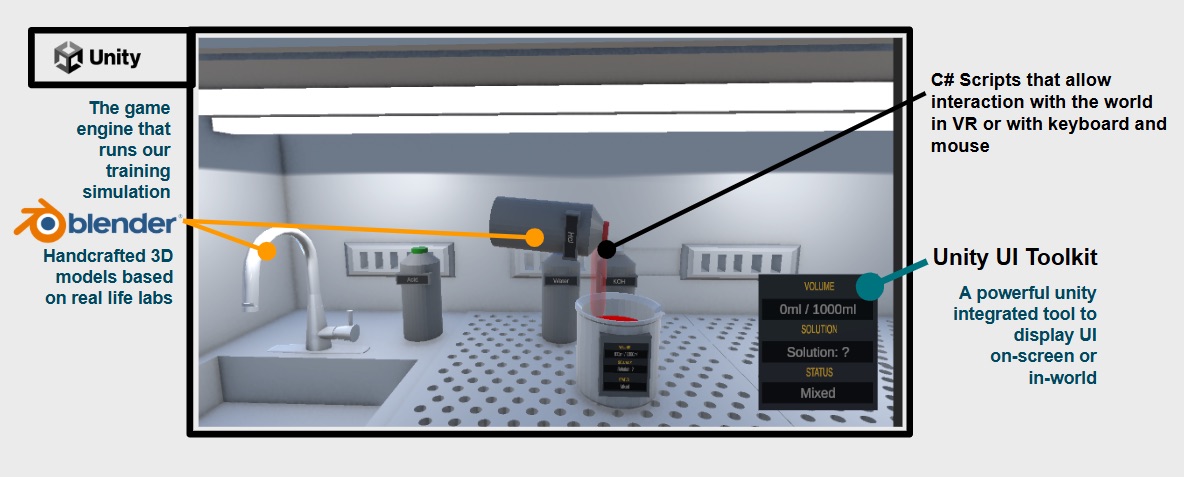 Unity
The game
engine that
runs our
training
simulation
blender
Handcrafted 3D
models based
on real life labs
C# Scripts that allow
interaction with the world
in VR or with keyboard and
mouse
Unity UI Toolkit
A powerful unity
integrated tool to
display UI
on-screen or
in-world
Acid
Water
KOH
VOLUME
0ml / 1000ml
SOLUTION
Solution: ?
STATUS
Mixed